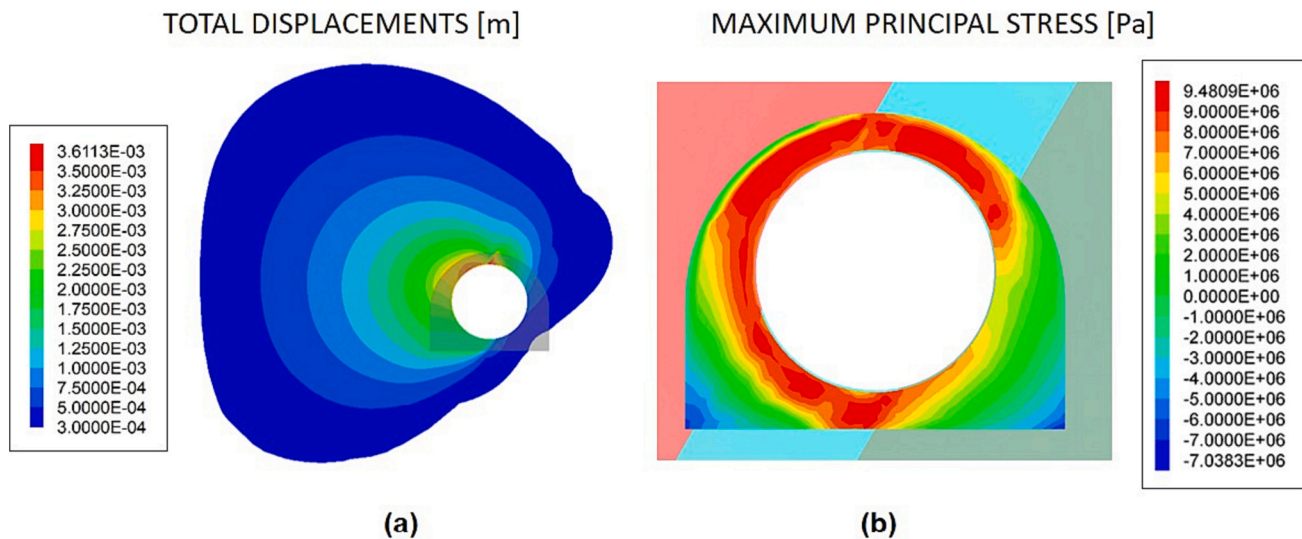 TOTAL DISPLACEMENTS [m]
MAXIMUM PRINCIPAL STRESS [Pa]
3.6113E-03
3.5000E-03
3.2500E-03
3.0000E-03
2.7500E-03
2.5000E-03
2.2500E-03
2.0000E-03
1.7500E-03
1.5000E-03
1.2500E-03
1.0000E-03
7.5000E-04
5.0000E-04
3.0000E-04
9.4809E+06
9.0000E+06
8.0000E+06
7.0000E+06
6.0000E+06
5.0000E+06
4.0000E+06
3.0000E+06
2.0000E+06
1.0000E+06
0.0000E+00
-1.0000E+06
-2.0000E+06
-3.0000E+06
-4.0000E+06
-5.0000E+06
-6.0000E+06
-7.0000E+06
-7.0383E+06
(a)
(b)